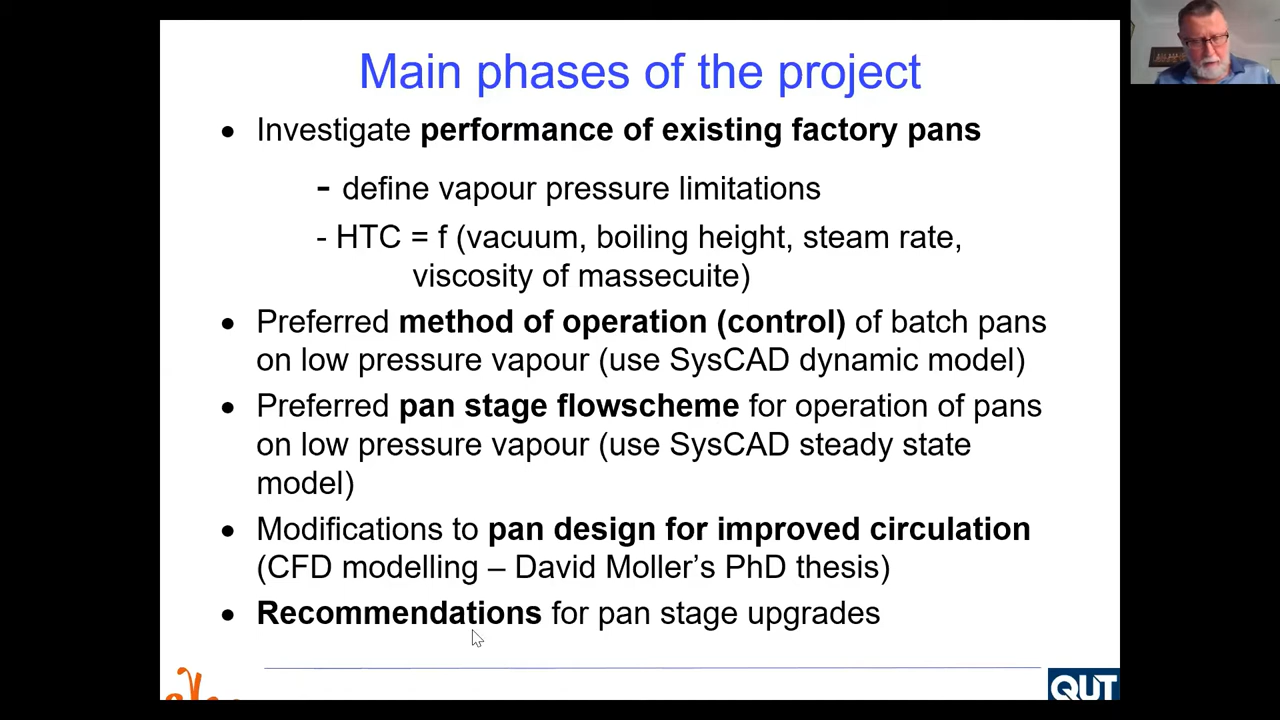 Main phases of the project
• Investigate performance of existing factory pans
- define vapour pressure limitations
- HTC = f (vacuum, boiling height, steam rate,
viscosity of massecuite)
• Preferred method of operation (control) of batch pans
on low pressure vapour (use SysCAD dynamic model)
• Preferred pan stage flowscheme for operation of pans
on low pressure vapour (use SysCAD steady state
model)
• Modifications to pan design for improved circulation
(CFD modelling – David Moller's PhD thesis)
• Recommendations for pan stage upgrades
QUT